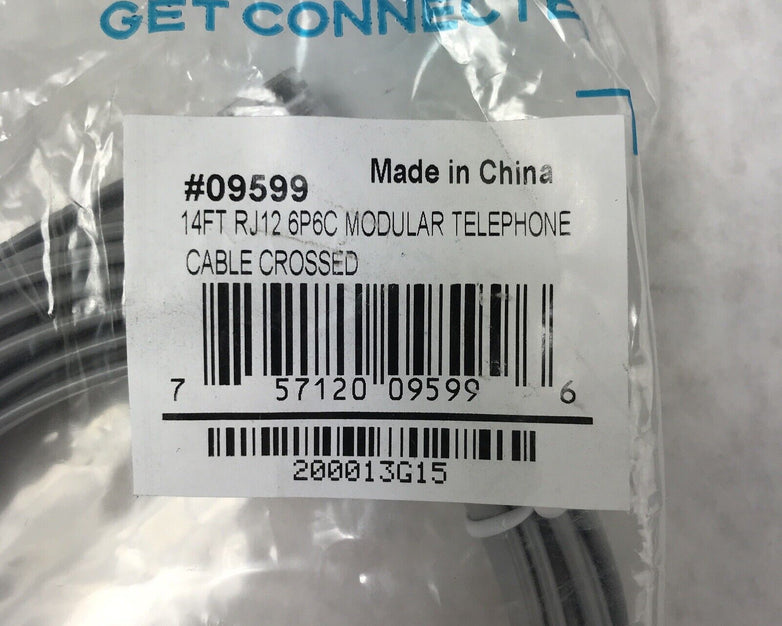 GET CONNECTE
Made in China
#09599
14FT RJ12 6P6C MODULAR TELEPHONE
CABLE CROSSED
7 57120 09599 6
200013G15